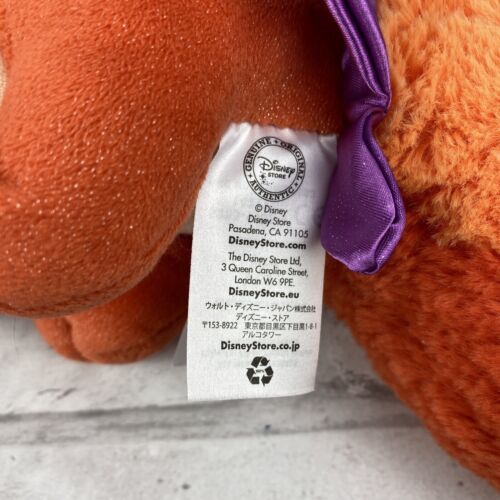 GENUINE • ORIGINAL
Disney
STORE
AUTHENTIC
© Disney
Disney Store
Pasadena, CA 91105
DisneyStore.com
The Disney Store Ltd,
3 Queen Caroline Street,
London W6 9PE.
DisneyStore.eu
ウォルト・ディズニー・ジャパン株式会社
ディズニー・ストア
〒153-8922 東京都目黒区下目黒1-8-1
アルコタワー
DisneyStore.co.jp